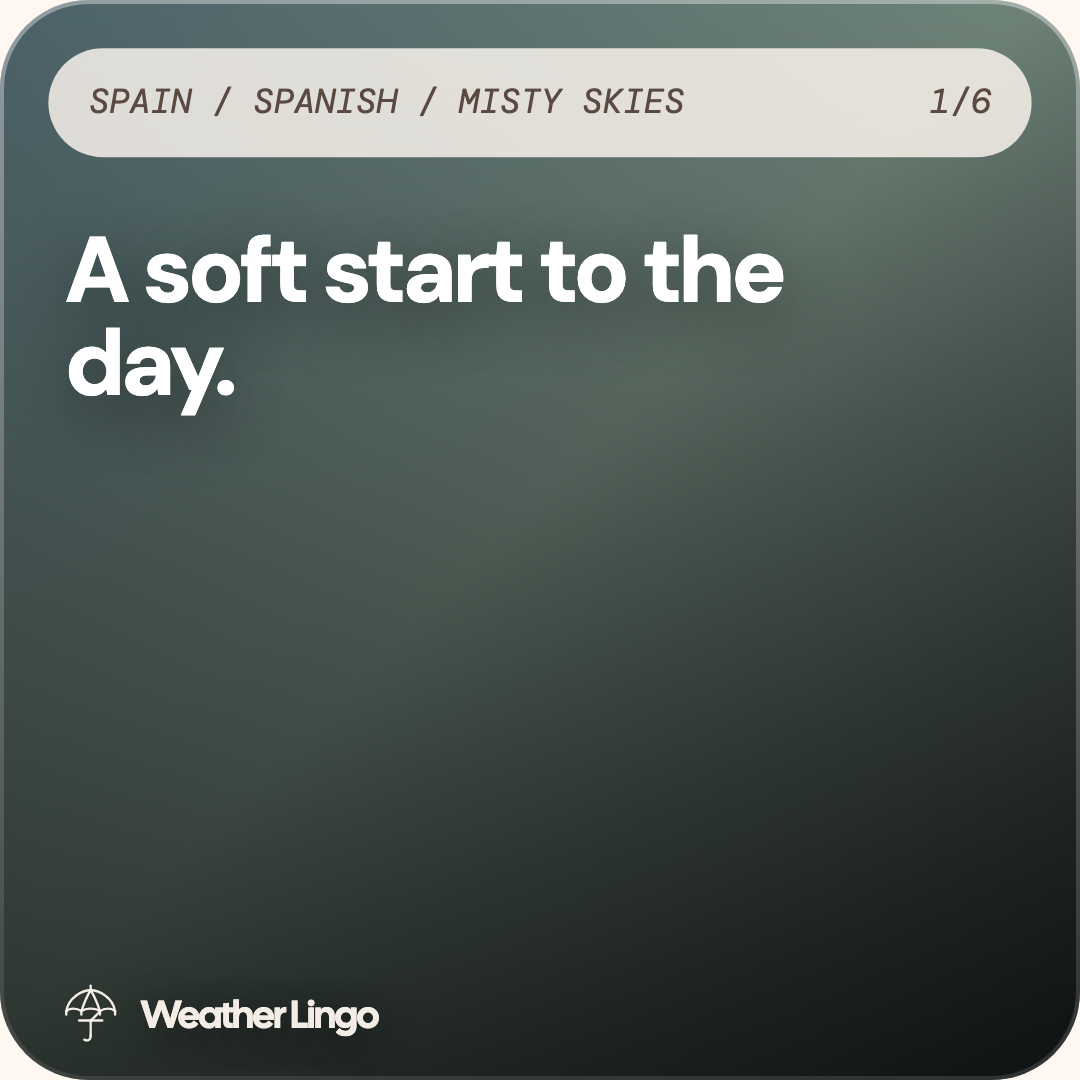 SPAIN / SPANISH / MISTY SKIES 1/6
A soft start to the
day.
Weather Lingo